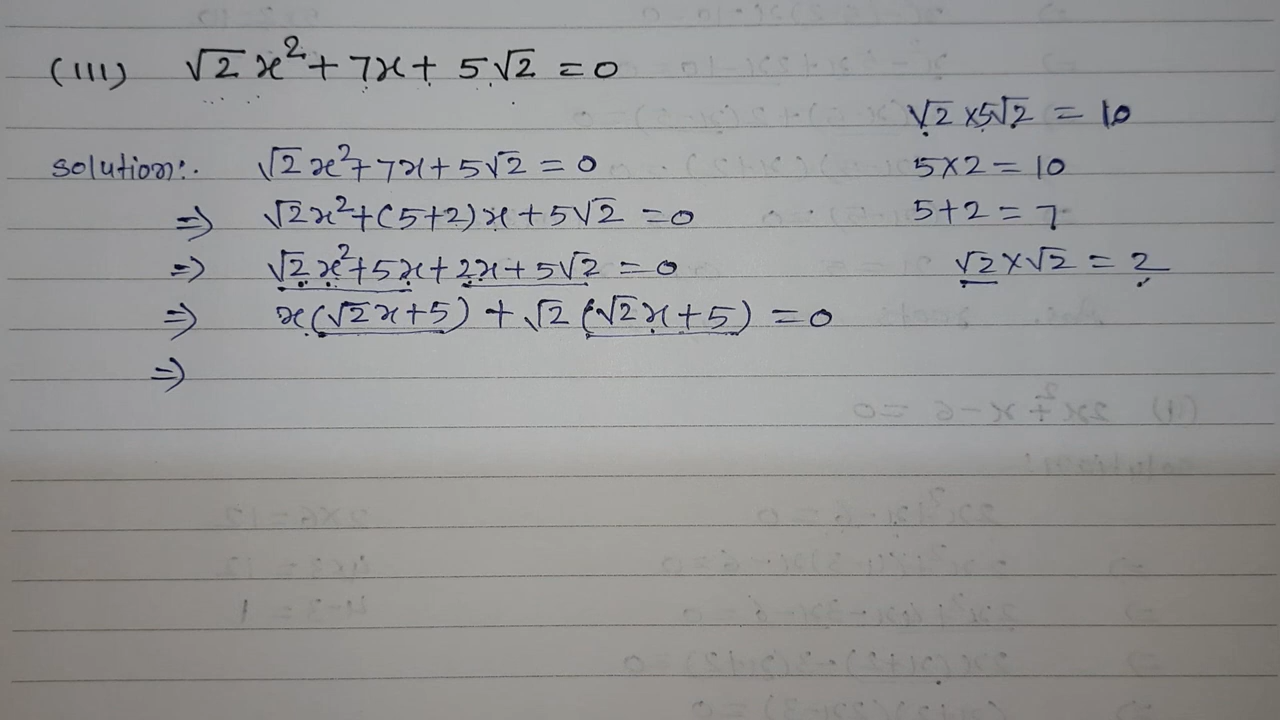 (III) √2x² + 7x + 5√2 = 0
√2 × 5√2 = 10
solution:. √2x² + 7x + 5√2 = 0 5×2 = 10
⇒ √2x² + (5+2)x + 5√2 = 0 5+2 = 7
⇒ √2x² + 5x + 2x + 5√2 = 0 √2 × √2 = 2
⇒ x(√2x + 5) + √2(√2x + 5) = 0
⇒